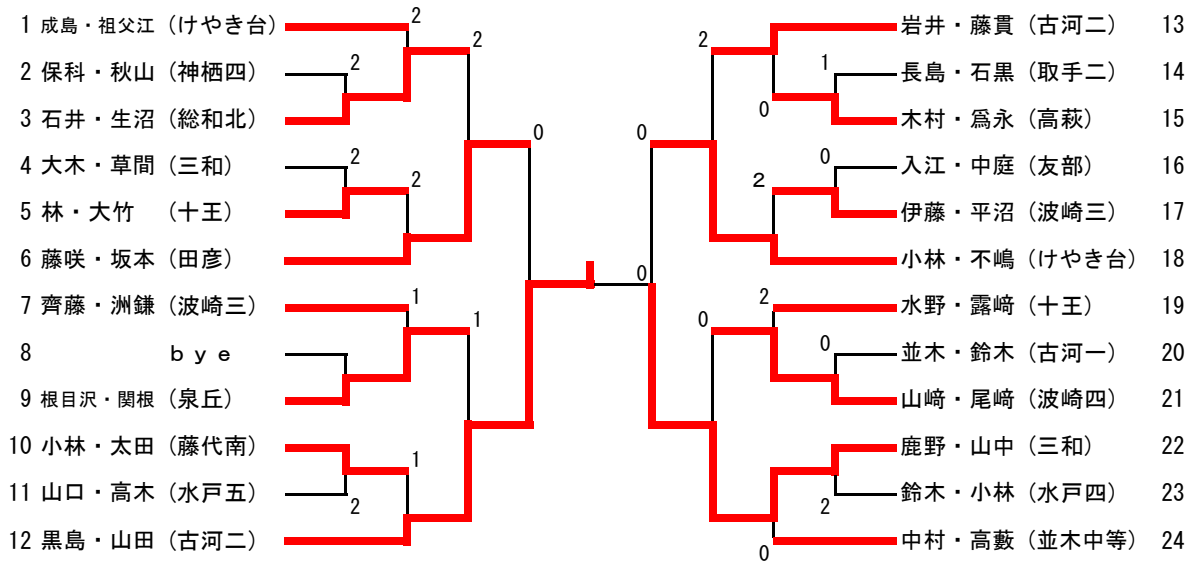 1 成島・祖父江 (けやき台) 2
2 保科・秋山 (神栖四) 2
3 石井・生沼 (総和北)
4 大木・草間 (三和) 2
5 林・大竹 (十王) 2
6 藤咲・坂本 (田彦)
7 齊藤・洲鎌 (波崎三) 1
8 bye
9 根目沢・関根 (泉丘)
10 小林・太田 (藤代南) 1
11 山口・高木 (水戸五) 2
12 黒島・山田 (古河二)
2
0
1
0
0
2
0
岩井・藤貫 (古河二) 13
1 長島・石黒 (取手二) 14
0 木村・爲永 (高萩) 15
0 入江・中庭 (友部) 16
2 伊藤・平沼 (波崎三) 17
小林・不嶋 (けやき台) 18
2 水野・露﨑 (十王) 19
0 並木・鈴木 (古河一) 20
山﨑・尾﨑 (波崎四) 21
鹿野・山中 (三和) 22
2 鈴木・小林 (水戸四) 23
0 中村・高藪 (並木中等) 24